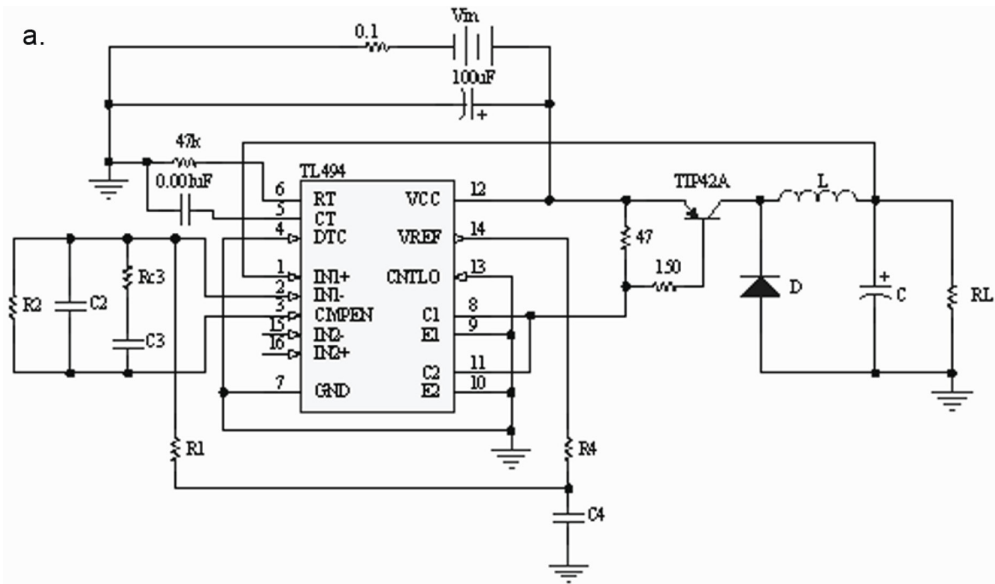 a.
Vin
0.1
100uF
+
47k
0.001uF
TL494
TIP42A
L
6 RT VCC 12
5 CT
4 DTC VREF 14
47
1 IN1+ CNTLO 13
150
2 IN1-
3 CMPEN C1 8
15 IN2- E1 9
16 IN2+
C2 11
7 GND E2 10
R2
C2
Rc3
C3
D
+
C
RL
R1
R4
C4